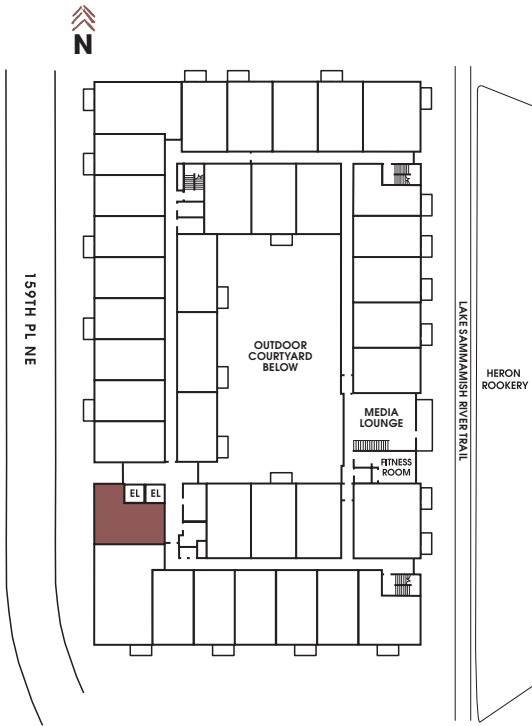 N
159TH PL NE
OUTDOOR
COURTYARD
BELOW
LAKE SAMMAMISH RIVER TRAIL
HERON
ROOKERY
MEDIA
LOUNGE
FITNESS
ROOM
EL EL